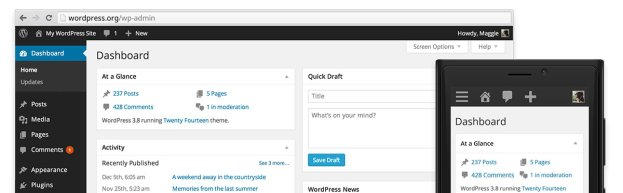 wordpress.org/wp-admin
My WordPress Site 1 + New Howdy, Maggie
Screen Options Help
Dashboard
Home
Updates
Posts
Media
Pages
Comments
Appearance
Plugins
Dashboard
At a Glance
237 Posts 5 Pages
428 Comments 1 in moderation
WordPress 3.8 running Twenty Fourteen theme.
Activity
Recently Published See 3 more...
Dec 5th, 6:05 am A weekend away in the countryside
Nov 25th, 5:23 am Memories from the last summer
Quick Draft
Title
What's on your mind?
Save Draft
WordPress News
Dashboard
At a Glance
237 Posts 5 Pages
428 Comments 1 in moderation
WordPress 3.8 running Twenty Fourteen